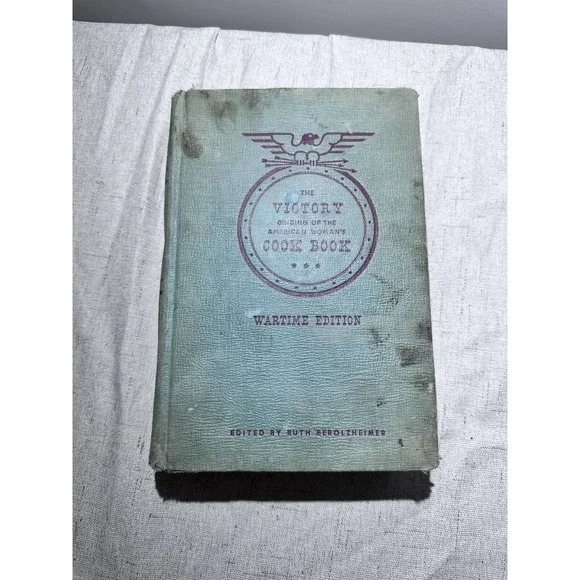 THE
VICTORY
BINDING OF THE
AMERICAN WOMAN'S
COOK BOOK
WARTIME EDITION
EDITED BY RUTH BEROLZHEIMER